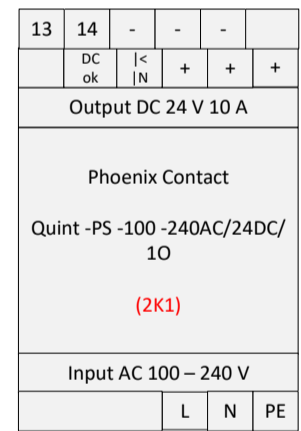 13 14 - - -
DC ok |< |N + + +
Output DC 24 V 10 A
Phoenix Contact
Quint -PS -100 -240AC/24DC/
1O
(2K1)
Input AC 100 – 240 V
L N PE